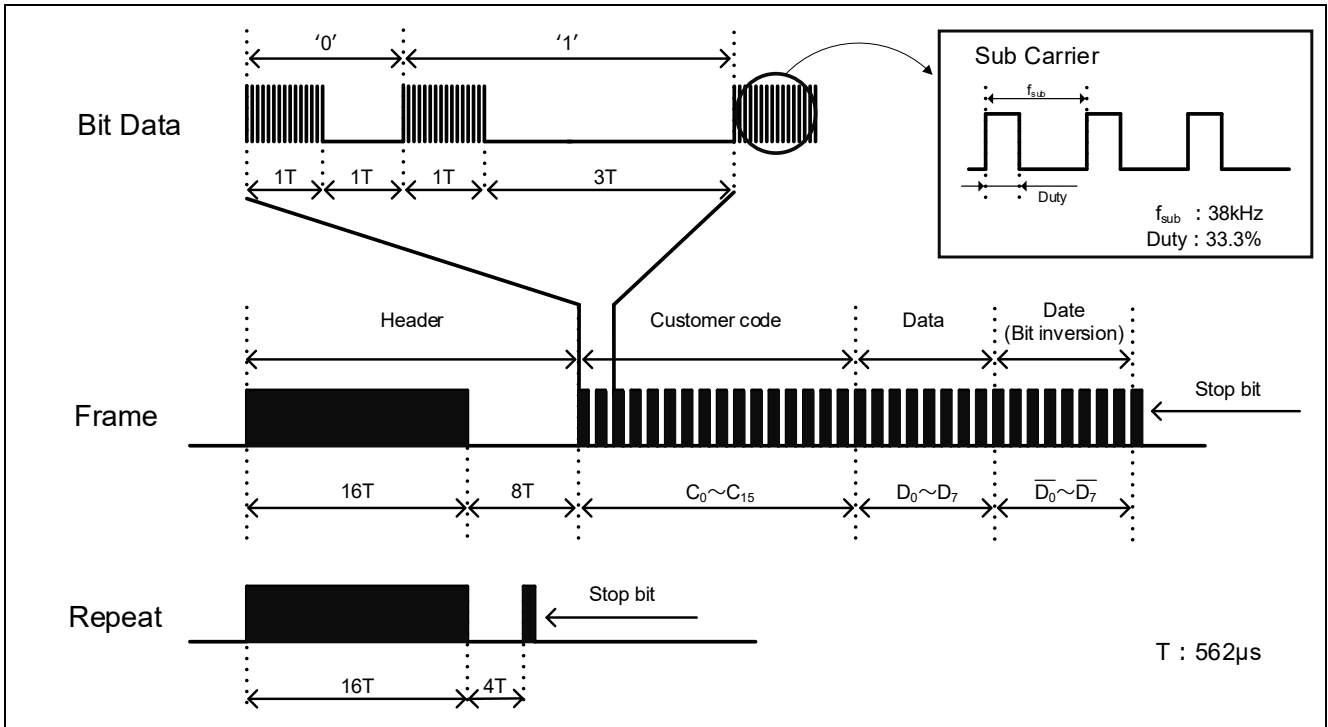 ‘0’
‘1’
Bit Data
1T
1T
1T
3T
Sub Carrier
fsub
Duty
fsub : 38kHz
Duty : 33.3%
Header
Customer code
Data
Date
(Bit inversion)
Frame
Stop bit
16T
8T
C0～C15
D0～D7
D̅0̅～D̅7̅
Repeat
Stop bit
16T
4T
T : 562µs